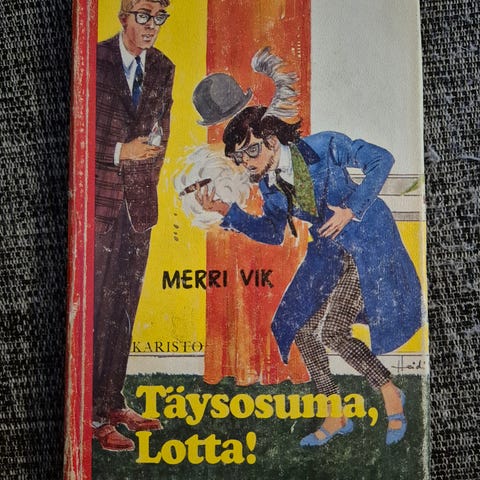 MERRI VIK
KARISTO
Täysosuma,
Lotta!